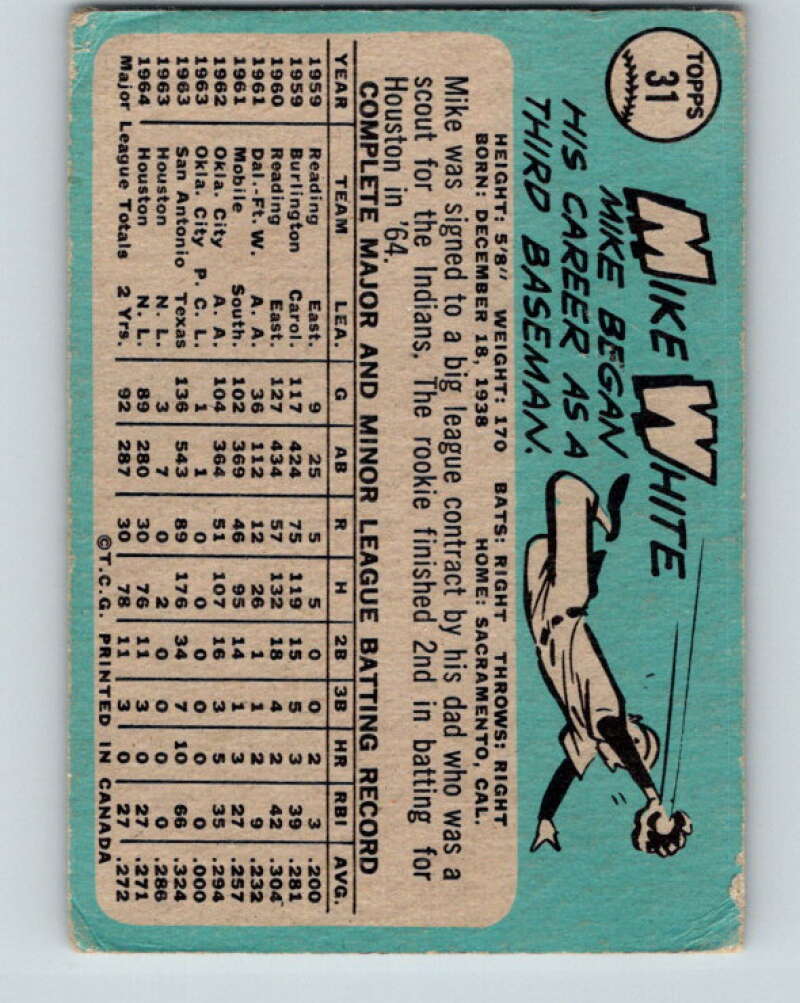 TOPPS
31
MIKE WHITE
MIKE BEGAN
HIS CAREER AS A
THIRD BASEMAN.
HEIGHT: 5'8" WEIGHT: 170 BATS: RIGHT THROWS: RIGHT
BORN: DECEMBER 18, 1938 HOME: SACRAMENTO, CAL.
Mike was signed to a big league contract by his dad who was a
scout for the Indians. The rookie finished 2nd in batting for
Houston in '64.
COMPLETE MAJOR AND MINOR LEAGUE BATTING RECORD
YEAR TEAM LEA. G AB R H 2B 3B HR RBI AVG.
1959 Reading East. 9 25 5 5 0 0 2 3 .200
1959 Burlington Carol. 117 424 75 119 15 5 3 39 .281
1960 Reading East. 127 434 57 132 18 4 2 42 .304
1961 Dal.-Ft. W. A. A. 36 112 12 26 1 1 2 9 .232
1961 Mobile South. 102 369 46 95 14 1 3 27 .257
1962 Okla. City A. A. 104 364 51 107 16 3 5 35 .294
1963 Okla. City P. C. L. 1 1 0 0 0 0 0 0 .000
1963 San Antonio Texas 136 543 89 176 34 7 10 66 .324
1963 Houston N. L. 3 7 0 2 0 0 0 0 .286
1964 Houston N. L. 89 280 30 76 11 3 0 27 .271
Major League Totals 2 Yrs. 92 287 30 78 11 3 0 27 .272
©T.C.G. PRINTED IN CANADA